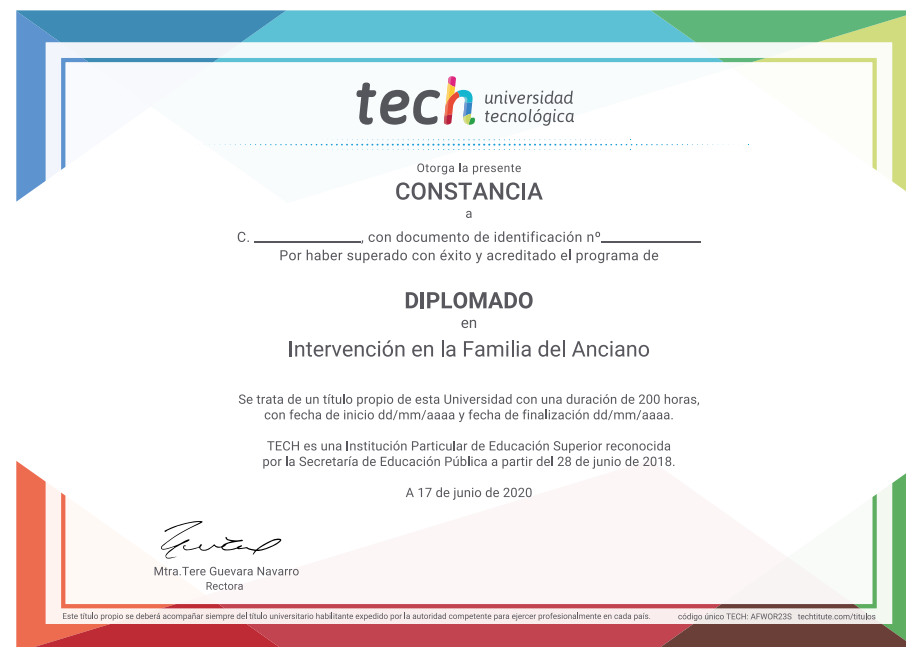 tech universidad
tecnológica
Otorga la presente
CONSTANCIA
a
C. ______________, con documento de identificación nº_____________
Por haber superado con éxito y acreditado el programa de
DIPLOMADO
en
Intervención en la Familia del Anciano
Se trata de un título propio de esta Universidad con una duración de 200 horas,
con fecha de inicio dd/mm/aaaa y fecha de finalización dd/mm/aaaa.
TECH es una Institución Particular de Educación Superior reconocida
por la Secretaría de Educación Pública a partir del 28 de junio de 2018.
A 17 de junio de 2020
Mtra.Tere Guevara Navarro
Rectora
Este título propio se deberá acompañar siempre del título universitario habilitante expedido por la autoridad competente para ejercer profesionalmente en cada país. código único TECH: AFWOR23S techtitute.com/titulos